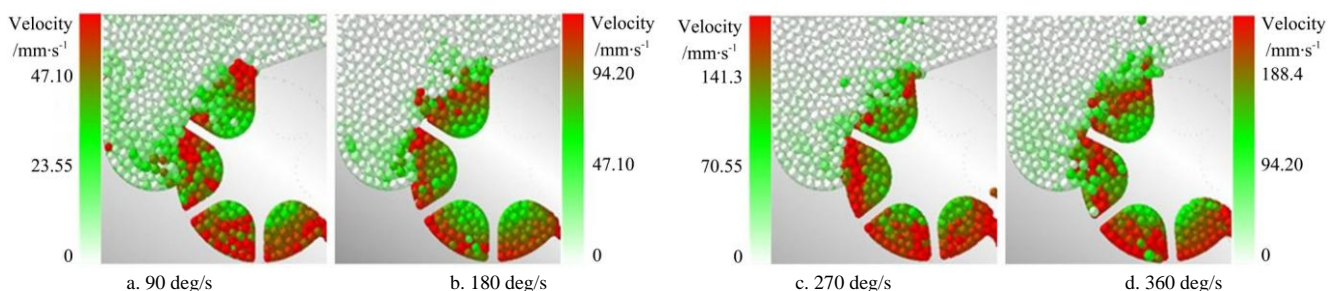 Velocity
/mm·s⁻¹
47.10
23.55
0
Velocity
/mm·s⁻¹
94.20
47.10
0
Velocity
/mm·s⁻¹
141.3
70.55
0
Velocity
/mm·s⁻¹
188.4
94.20
0
a. 90 deg/s
b. 180 deg/s
c. 270 deg/s
d. 360 deg/s